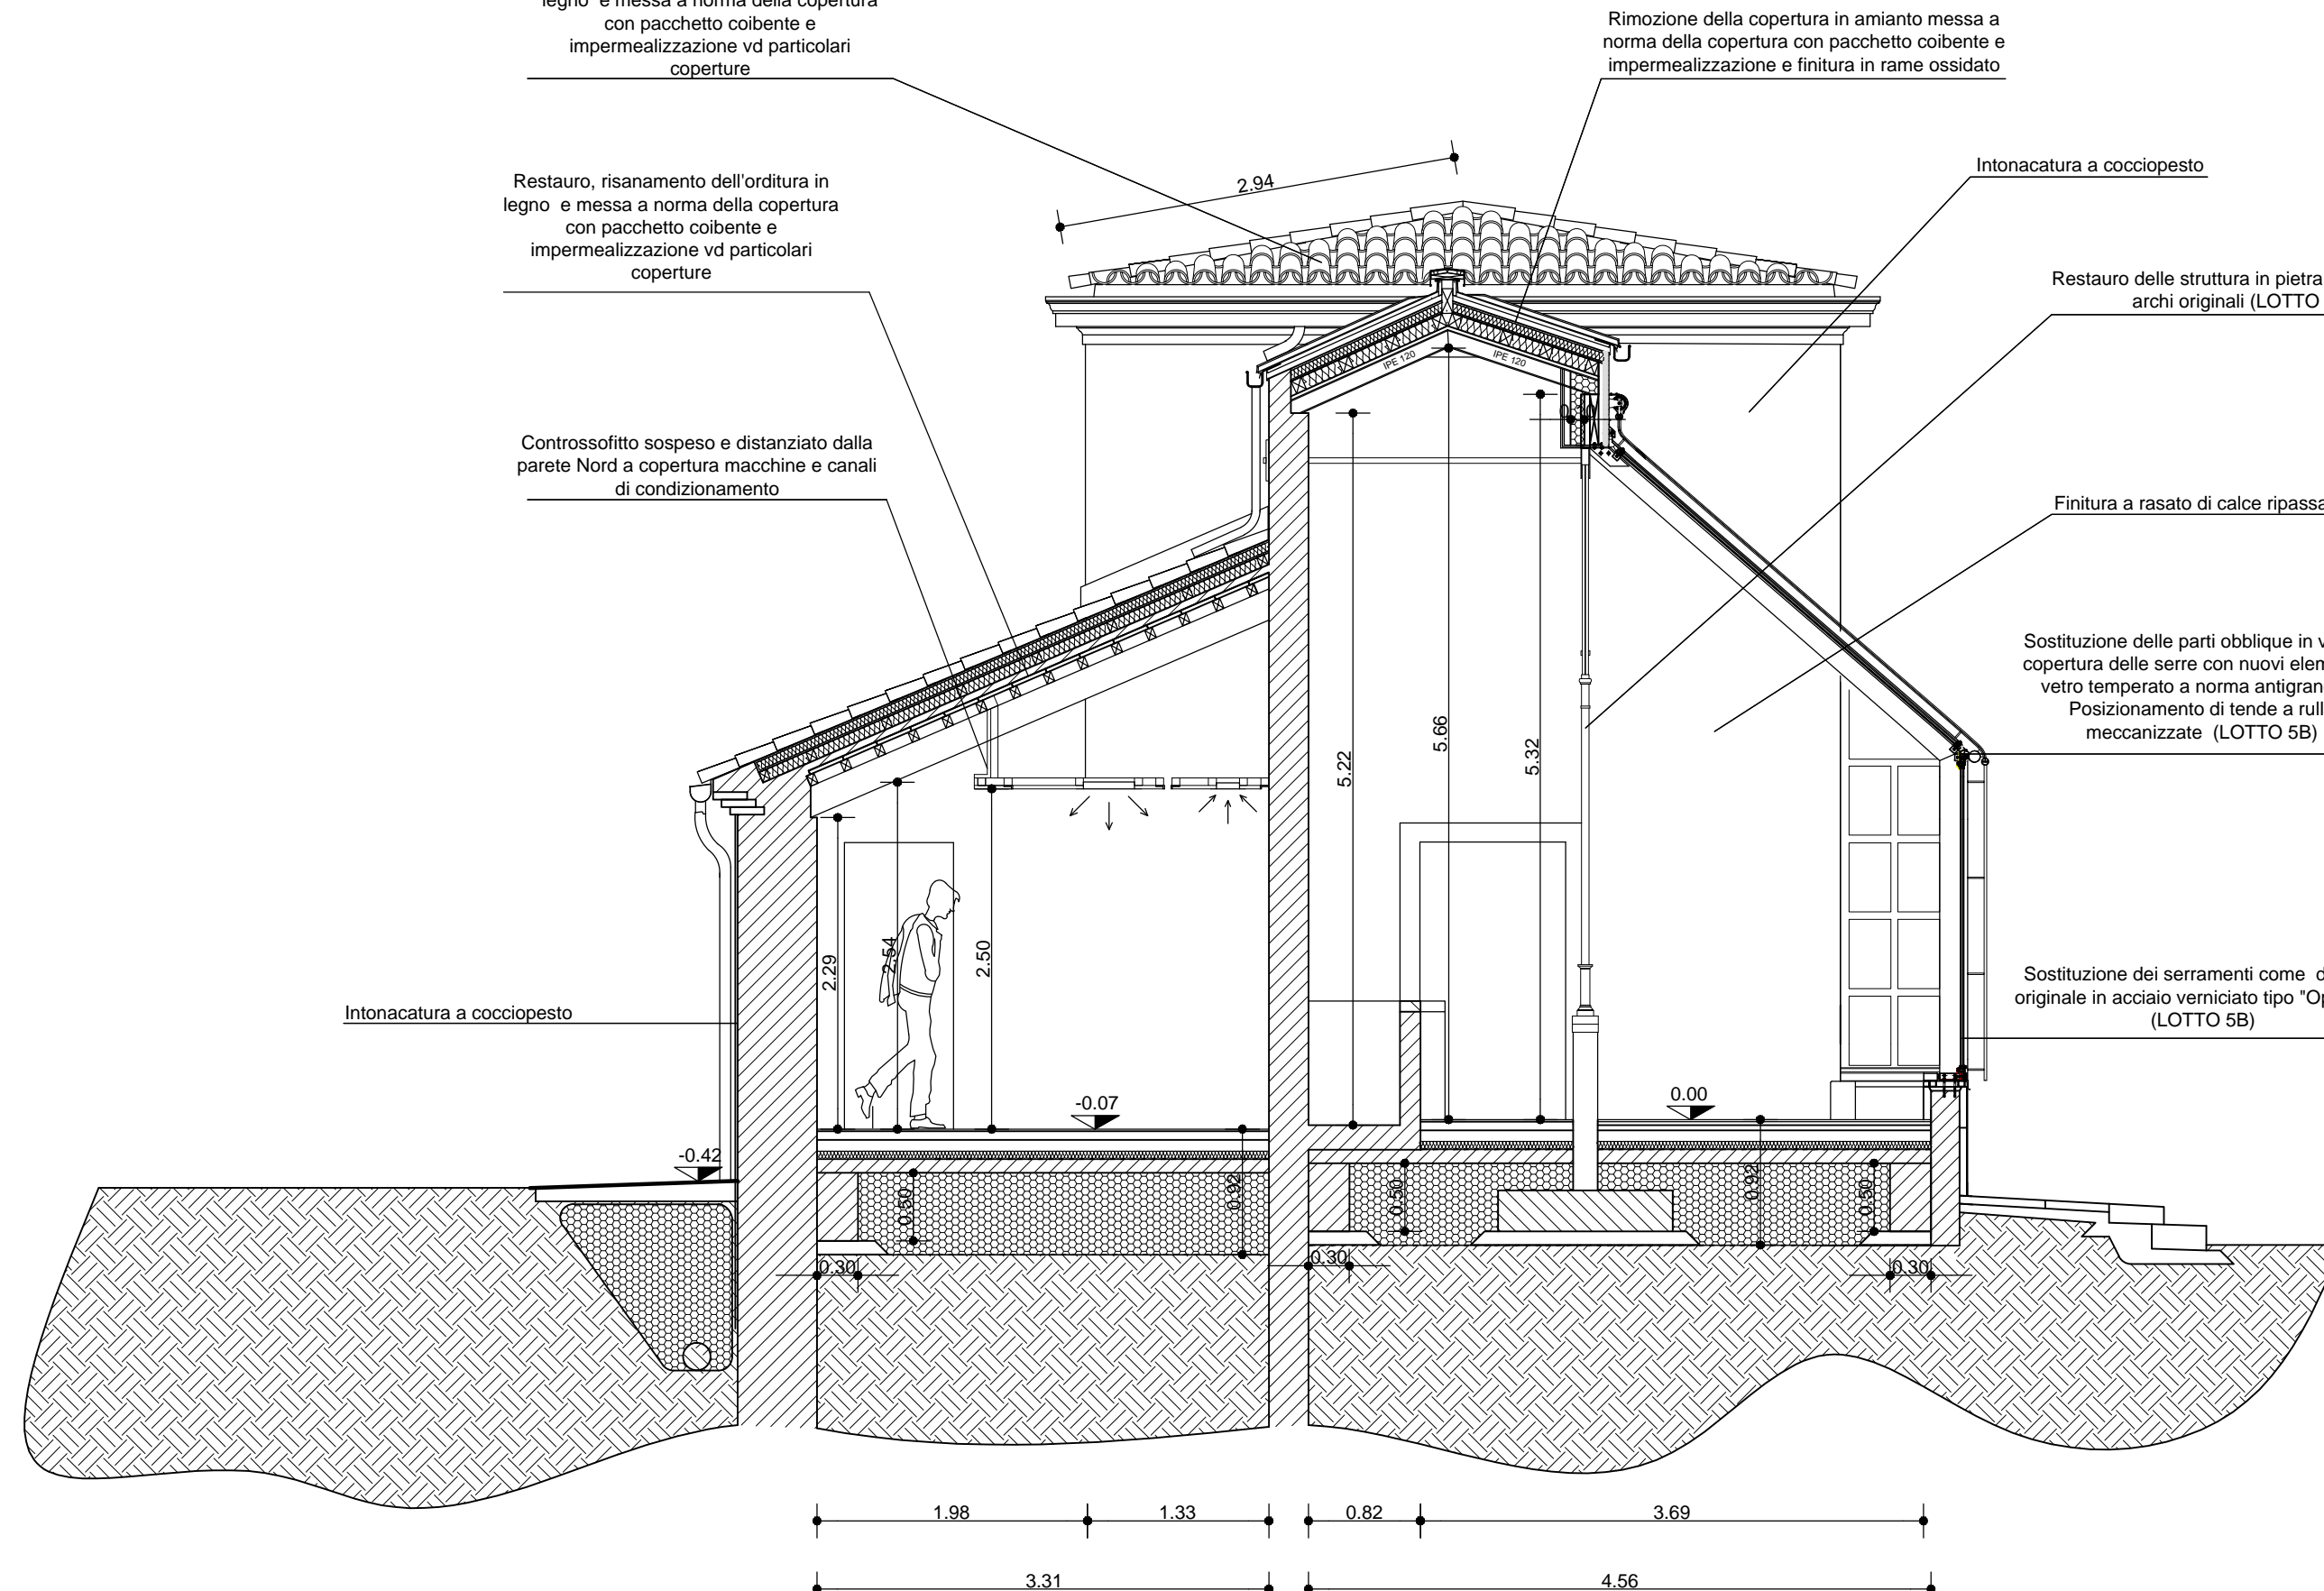 legno e messa a norma della copertura
con pacchetto coibente e
impermealizzazione vd particolari
coperture
Rimozione della copertura in amianto messa a
norma della copertura con pacchetto coibente e
impermealizzazione e finitura in rame ossidato
Intonacatura a cocciopesto
2.94
Restauro, risanamento dell'orditura in
legno e messa a norma della copertura
con pacchetto coibente e
impermealizzazione vd particolari
coperture
Restauro delle struttura in pietra
archi originali (LOTTO
IPE 120
IPE 120
Controssofitto sospeso e distanziato dalla
parete Nord a copertura macchine e canali
di condizionamento
Finitura a rasato di calce
Sostituzione delle parti obblique in
copertura delle serre con nuovi
vetro temperato a norma
Posizionamento di tende a
meccanizzate (LOTTO 5B)
5.22
5.66
5.32
2.29
2.54
2.50
Sostituzione dei serramenti come
originale in acciaio verniciato tipo
(LOTTO 5B)
Intonacatura a cocciopesto
-0.07
0.00
-0.42
0.50
0.92
0.50
0.92
0.50
0.30
0.30
0.30
1.98
1.33
0.82
3.69
3.31
4.56